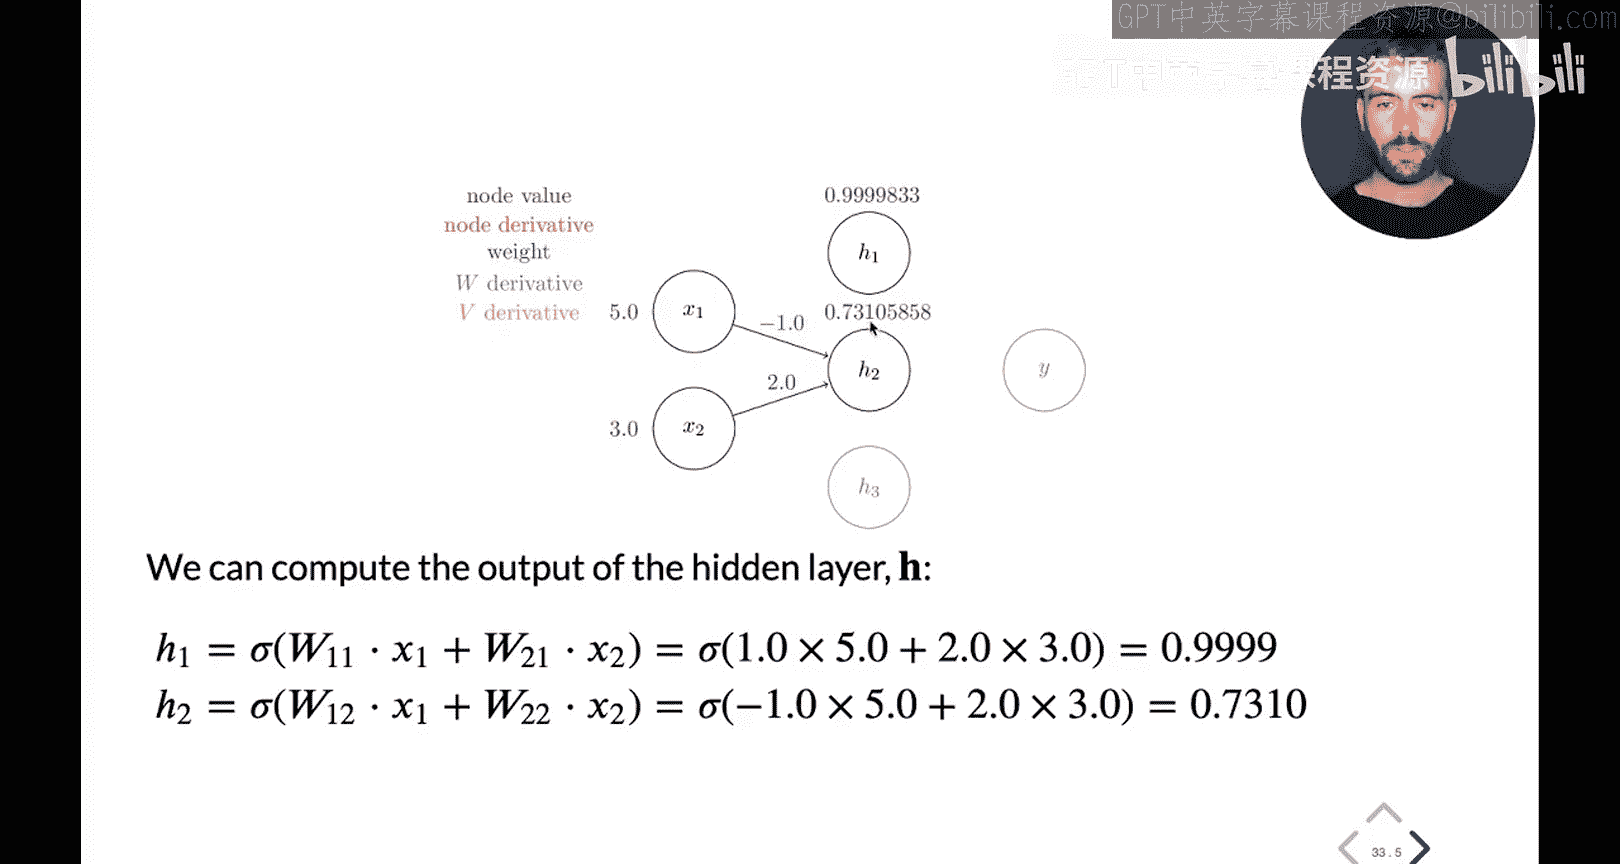 GPT中英字幕课程资源@bilibili.com
程资源 bilibili
node value
node derivative
weight
W derivative
V derivative
0.9999833
h₁
5.0
x₁
−1.0
0.73105858
h₂
2.0
y
3.0
x₂
h₃
We can compute the output of the hidden layer, h:
h₁ = σ(W₁₁ · x₁ + W₂₁ · x₂) = σ(1.0 × 5.0 + 2.0 × 3.0) = 0.9999
h₂ = σ(W₁₂ · x₁ + W₂₂ · x₂) = σ(−1.0 × 5.0 + 2.0 × 3.0) = 0.7310
33.5